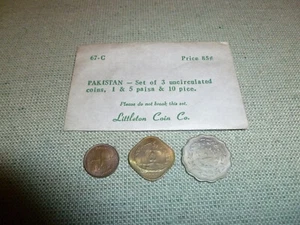 67-C Price 85¢
PAKISTAN — Set of 3 uncirculated
coins, 1 & 5 paisa & 10 pice.
Please do not break this set.
Littleton Coin Co.